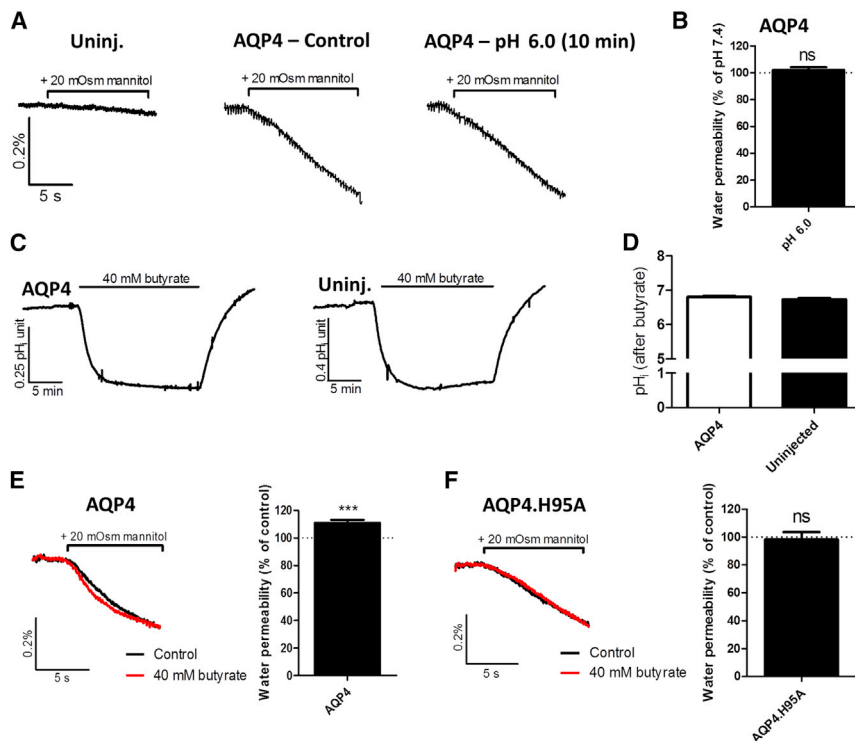 A
Uninj.
+ 20 mOsm mannitol
0.2%
5 s
AQP4 – Control
+ 20 mOsm mannitol
AQP4 – pH 6.0 (10 min)
+ 20 mOsm mannitol
B
AQP4
Water permeability (% of pH 7.4)
120
100
80
60
40
20
0
ns
pH 6.0
C
AQP4
40 mM butyrate
0.25 pHi unit
5 min
Uninj.
40 mM butyrate
0.4 pHi unit
5 min
D
pHi (after butyrate)
8
7
6
5
1
0
AQP4
Uninjected
E
AQP4
+ 20 mOsm mannitol
0.2%
5 s
Control
40 mM butyrate
Water permeability (% of control)
120
100
80
60
40
20
0
***
AQP4
F
AQP4.H95A
+ 20 mOsm mannitol
0.2%
5 s
Control
40 mM butyrate
Water permeability (% of control)
120
100
80
60
40
20
0
ns
AQP4.H95A